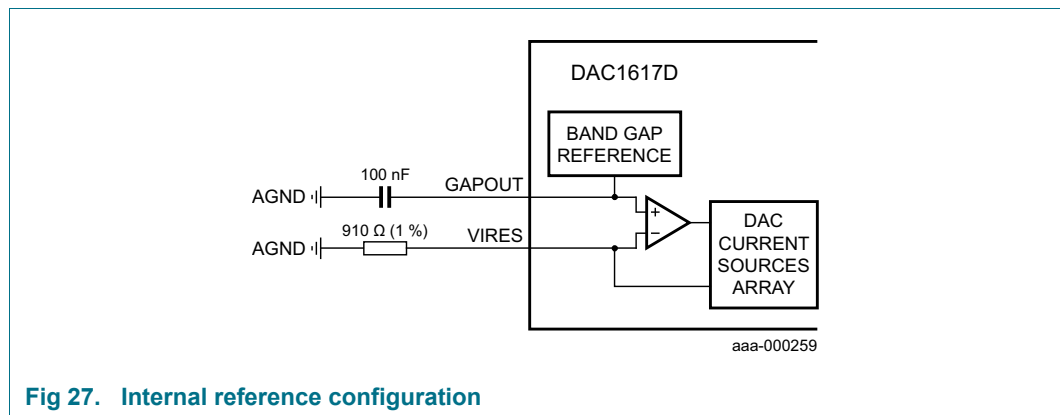 DAC1617D
BAND GAP
REFERENCE
100 nF
AGND
GAPOUT
+
910 Ω (1 %)
AGND
VIRES
−
DAC
CURRENT
SOURCES
ARRAY
aaa-000259
Fig 27. Internal reference configuration